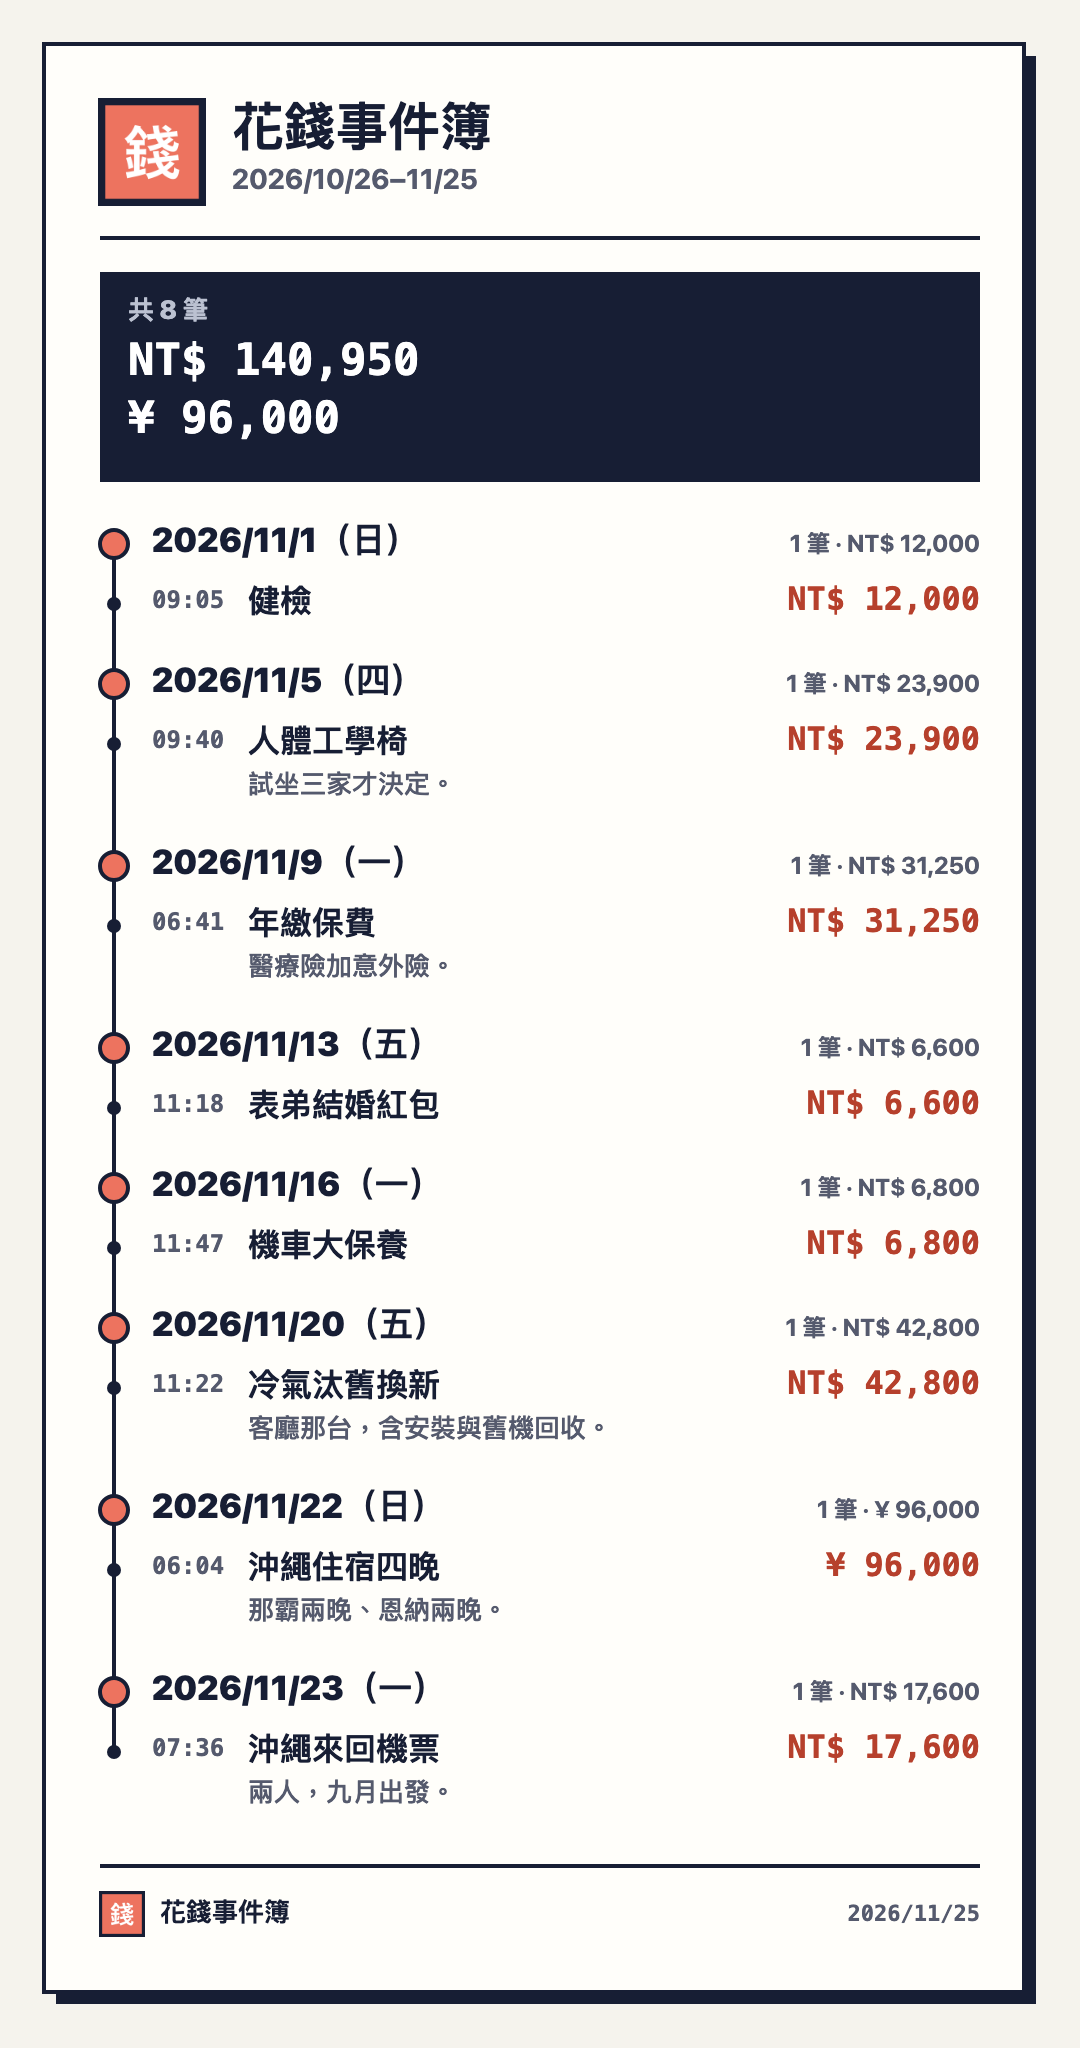 錢
花錢事件簿
2026/10/26–11/25
共 8 筆
NT$ 140,950
¥ 96,000
2026/11/1（日） 1 筆 · NT$ 12,000
09:05 健檢 NT$ 12,000
2026/11/5（四） 1 筆 · NT$ 23,900
09:40 人體工學椅 NT$ 23,900
試坐三家才決定。
2026/11/9（一） 1 筆 · NT$ 31,250
06:41 年繳保費 NT$ 31,250
醫療險加意外險。
2026/11/13（五） 1 筆 · NT$ 6,600
11:18 表弟結婚紅包 NT$ 6,600
2026/11/16（一） 1 筆 · NT$ 6,800
11:47 機車大保養 NT$ 6,800
2026/11/20（五） 1 筆 · NT$ 42,800
11:22 冷氣汰舊換新 NT$ 42,800
客廳那台，含安裝與舊機回收。
2026/11/22（日） 1 筆 · ¥ 96,000
06:04 沖繩住宿四晚 ¥ 96,000
那霸兩晚、恩納兩晚。
2026/11/23（一） 1 筆 · NT$ 17,600
07:36 沖繩來回機票 NT$ 17,600
兩人，九月出發。
錢 花錢事件簿 2026/11/25